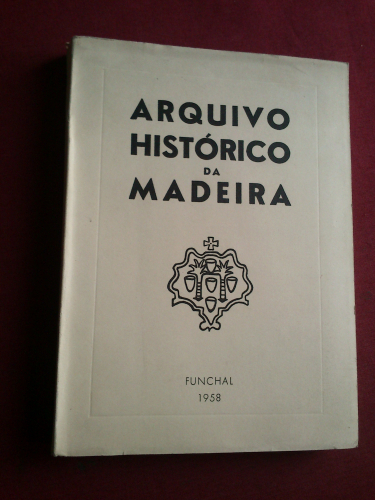 ARQUIVO
HISTÓRICO
DA
MADEIRA
FUNCHAL
1958